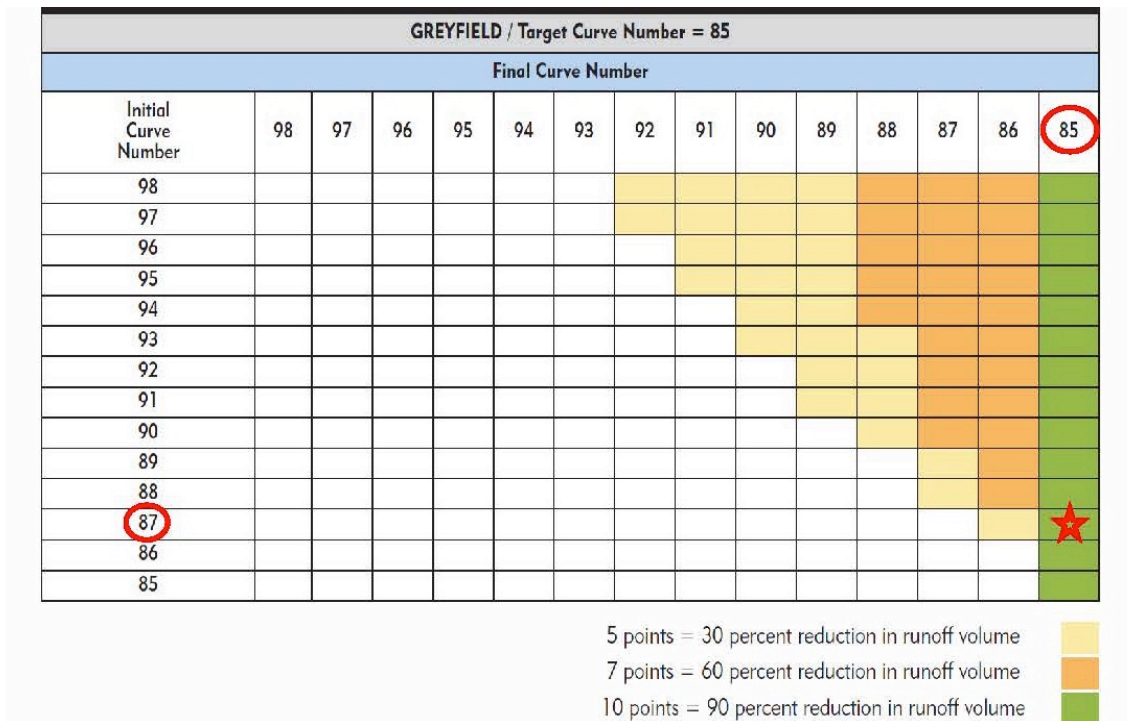 GREYFIELD / Target Curve Number = 85
Final Curve Number
Initial
Curve
Number
98 97 96 95 94 93 92 91 90 89 88 87 86 85
98
97
96
95
94
93
92
91
90
89
88
87
86
85
5 points = 30 percent reduction in runoff volume
7 points = 60 percent reduction in runoff volume
10 points = 90 percent reduction in runoff volume